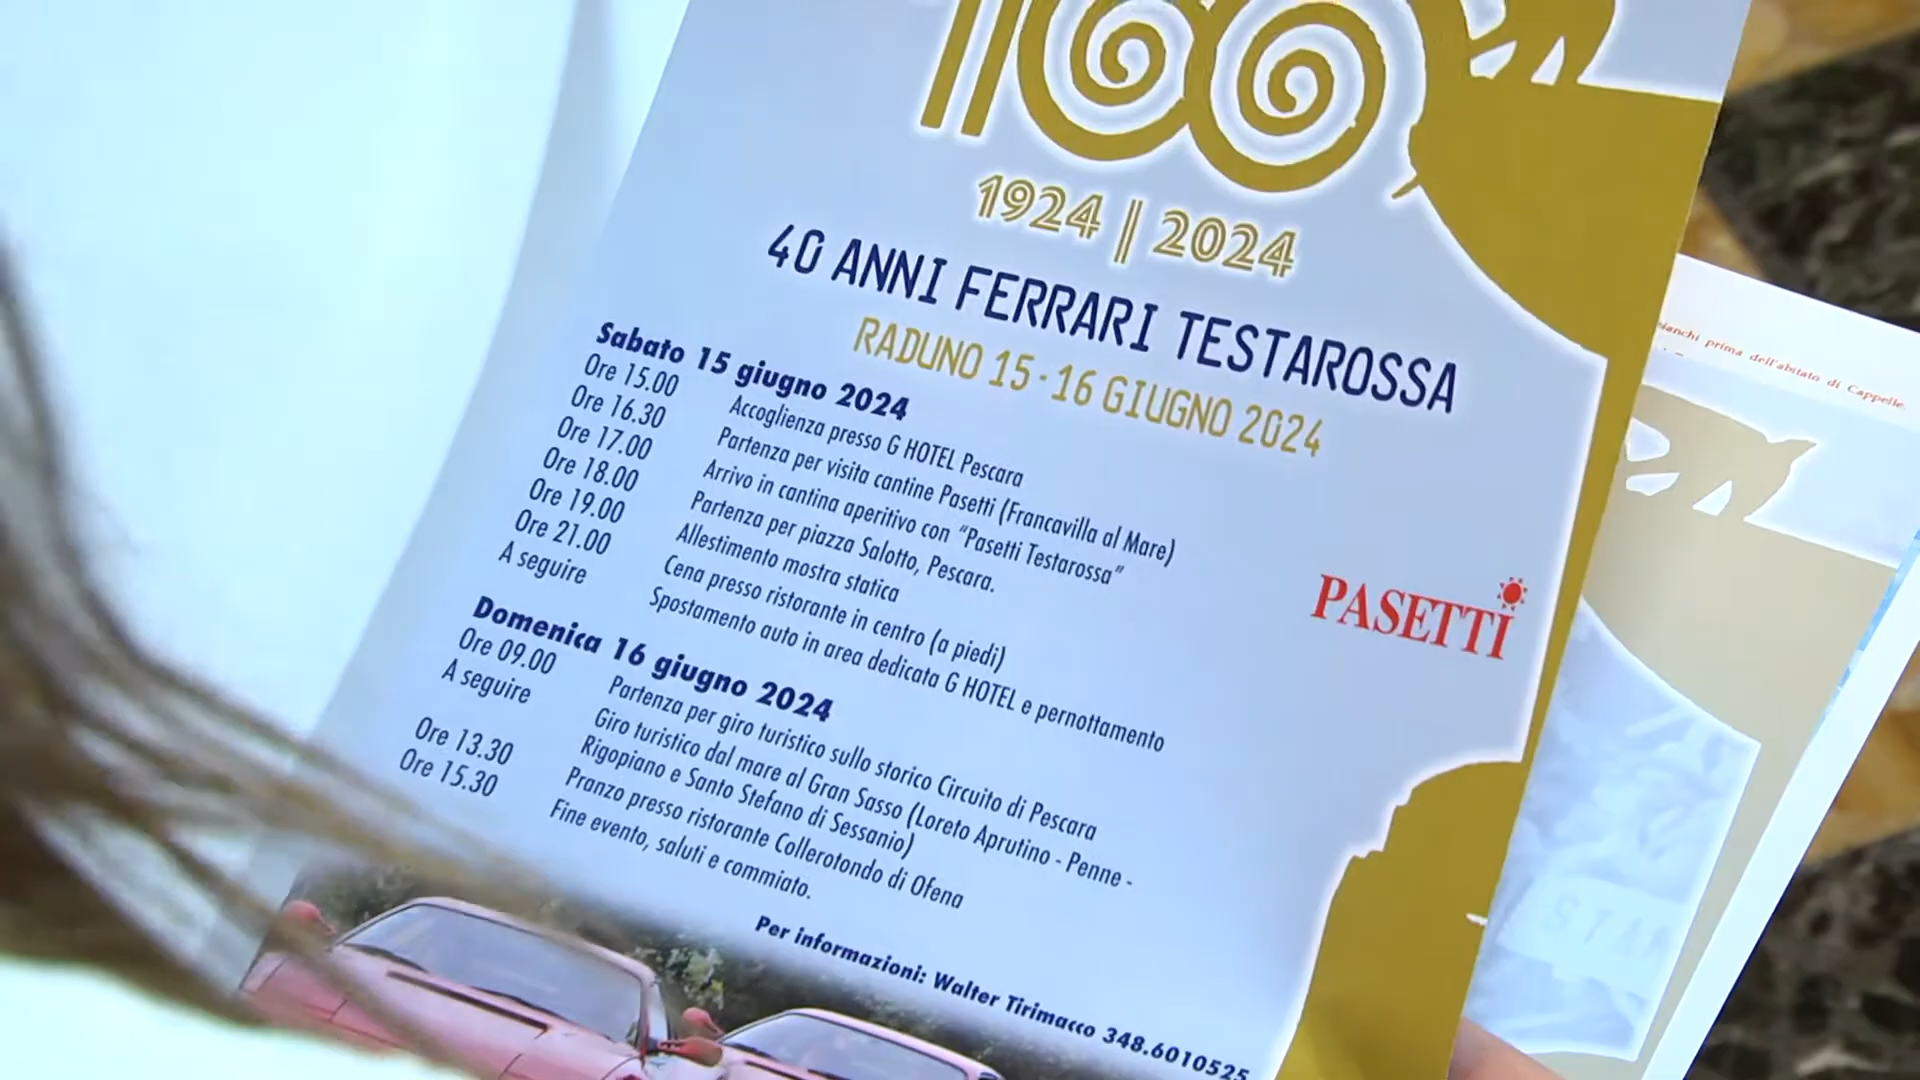 100
1924 | 2024
40 ANNI FERRARI TESTAROSSA
RADUNO 15 - 16 GIUGNO 2024
Sabato 15 giugno 2024
Ore 15.00 Accoglienza presso G HOTEL Pescara
Ore 16.30 Partenza per visita cantine Pasetti (Francavilla al Mare)
Ore 17.00 Arrivo in cantina aperitivo con “Pasetti Testarossa”
Ore 18.00 Partenza per piazza Salotto, Pescara.
Ore 19.00 Allestimento mostra statica
Ore 21.00 Cena presso ristorante in centro (a piedi)
A seguire Spostamento auto in area dedicata G HOTEL e pernottamento
Domenica 16 giugno 2024
Ore 09.00 Partenza per giro turistico sullo storico Circuito di Pescara
A seguire Giro turistico dal mare al Gran Sasso (Loreto Aprutino - Penne -
Rigopiano e Santo Stefano di Sessanio)
Ore 13.30 Pranzo presso ristorante Collerotondo di Ofena
Ore 15.30 Fine evento, saluti e commiato.
Per informazioni: Walter Tirimacco 348.6010525
PASETTI
prima dell'abitato di Cappelle.